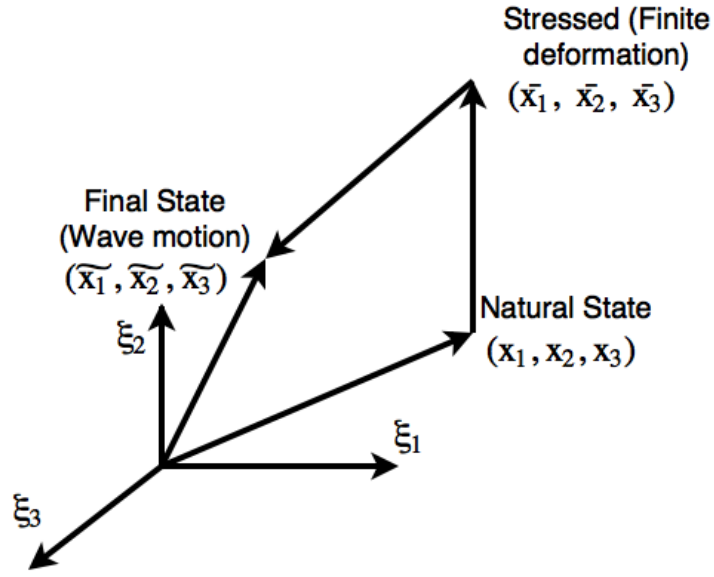 Stressed (Finite
deformation)
(x̄₁, x̄₂, x̄₃)
Final State
(Wave motion)
(x̃₁, x̃₂, x̃₃)
Natural State
(x₁, x₂, x₃)
ξ₂
ξ₁
ξ₃